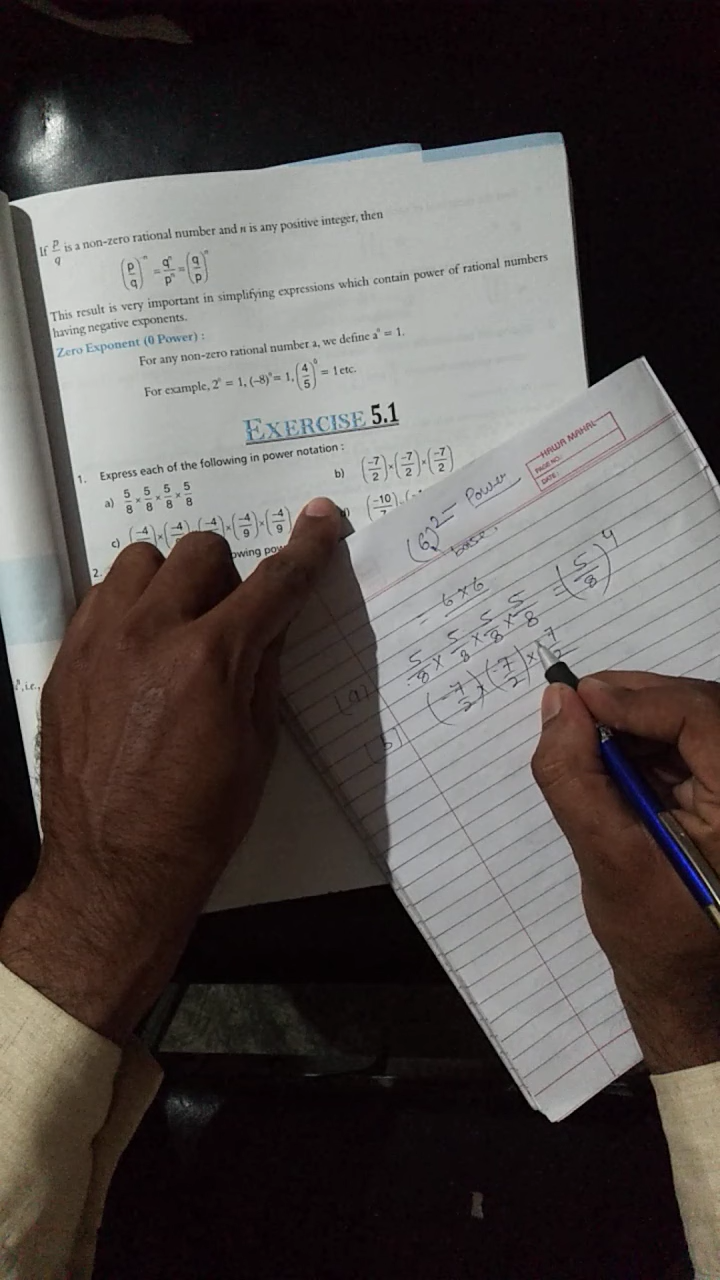 If p/q is a non-zero rational number and n is any positive integer, then
(p/q)⁻ⁿ = qⁿ/pⁿ = (q/p)ⁿ
This result is very important in simplifying expressions which contain power of rational numbers
having negative exponents.
Zero Exponent (0 Power) :
For any non-zero rational number a, we define a⁰ = 1.
For example, 2⁰ = 1, (–8)⁰ = 1, (4/5)⁰ = 1 etc.
EXERCISE 5.1
1. Express each of the following in power notation :
a) 5/8 × 5/8 × 5/8 × 5/8
b) (-7/2) × (-7/2) × (-7/2)
c) (-4/9) × (-4/9) × (-4/9) × (-4/9) × (-4/9)
2.
owing pow
i.e.,
HAWA MAHAL
PAGE NO.:
DATE:
(6)² = Power
base.
= 6 × 6
(a) 5/8 × 5/8 × 5/8 × 5/8 = (5/8)⁴
(b) (-7/2) × (-7/2) × -7/2